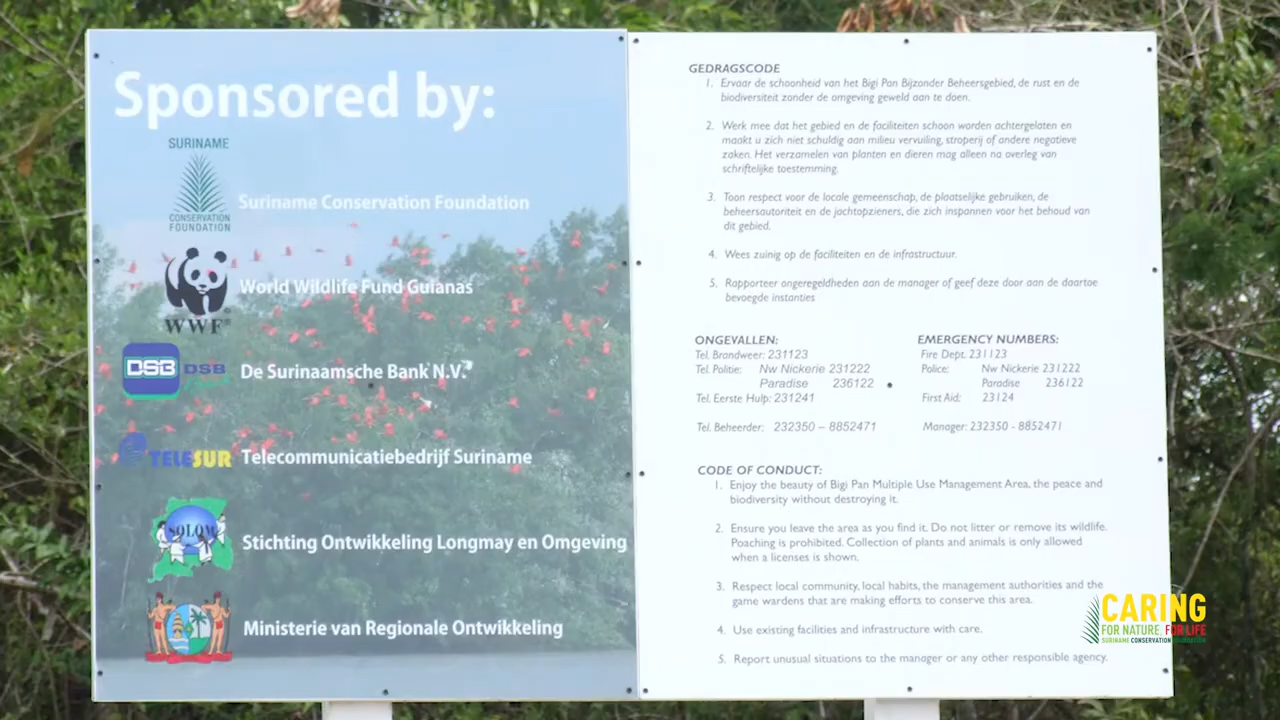 Sponsored by:
SURINAME
CONSERVATION
FOUNDATION
Suriname Conservation Foundation
WWF®
World Wildlife Fund Guianas
DSB
DSB
De Surinaamsche Bank N.V.
TELESUR
Telecommunicatiebedrijf Suriname
SOLOM
Stichting Ontwikkeling Longmay en Omgeving
Ministerie van Regionale Ontwikkeling
GEDRAGSCODE
1. Ervaar de schoonheid van het Bigi Pan Bijzonder Beheersgebied, de rust en de
biodiversiteit zonder de omgeving geweld aan te doen.
2. Werk mee dat het gebied en de faciliteiten schoon worden achtergelaten en
maakt u zich niet schuldig aan milieu vervuiling, stroperij of andere negatieve
zaken. Het verzamelen van planten en dieren mag alleen na overleg van
schriftelijke toestemming.
3. Toon respect voor de locale gemeenschap, de plaatselijke gebruiken, de
beheersautoriteit en de jachtopzieners, die zich inspannen voor het behoud van
dit gebied.
4. Wees zuinig op de faciliteiten en de infrastructuur.
5. Rapporteer ongeregeldheden aan de manager of geef deze door aan de daartoe
bevoegde instanties
ONGEVALLEN:
Tel. Brandweer: 231123
Tel. Politie: Nw Nickerie 231222
Paradise 236122
Tel. Eerste Hulp: 231241
Tel. Beheerder: 232350 – 8852471
EMERGENCY NUMBERS:
Fire Dept. 231123
Police: Nw Nickerie 231222
Paradise 236122
First Aid: 23124
Manager: 232350 - 8852471
CODE OF CONDUCT:
1. Enjoy the beauty of Bigi Pan Multiple Use Management Area, the peace and
biodiversity without destroying it.
2. Ensure you leave the area as you find it. Do not litter or remove its wildlife.
Poaching is prohibited. Collection of plants and animals is only allowed
when a licenses is shown.
3. Respect local community, local habits, the management authorities and the
game wardens that are making efforts to conserve this area.
4. Use existing facilities and infrastructure with care.
5. Report unusual situations to the manager or any other responsible agency.
CARING
FOR NATURE, FOR LIFE
SURINAME CONSERVATION FOUNDATION